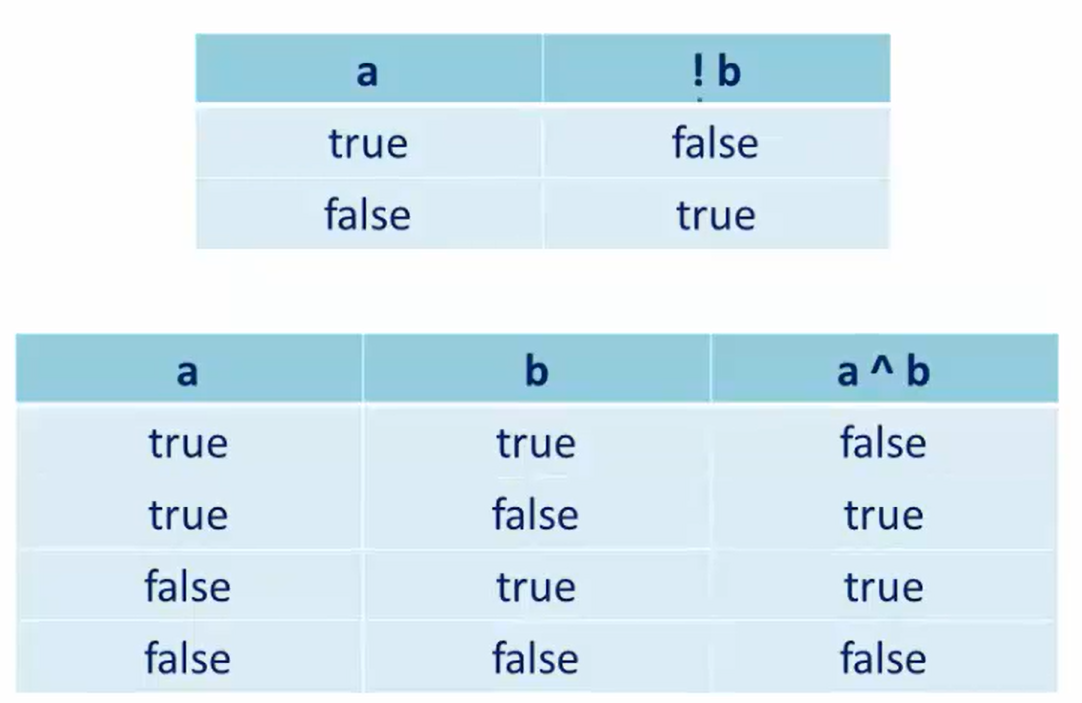 a ! b
true false
false true
a b a ^ b
true true false
true false true
false true true
false false false